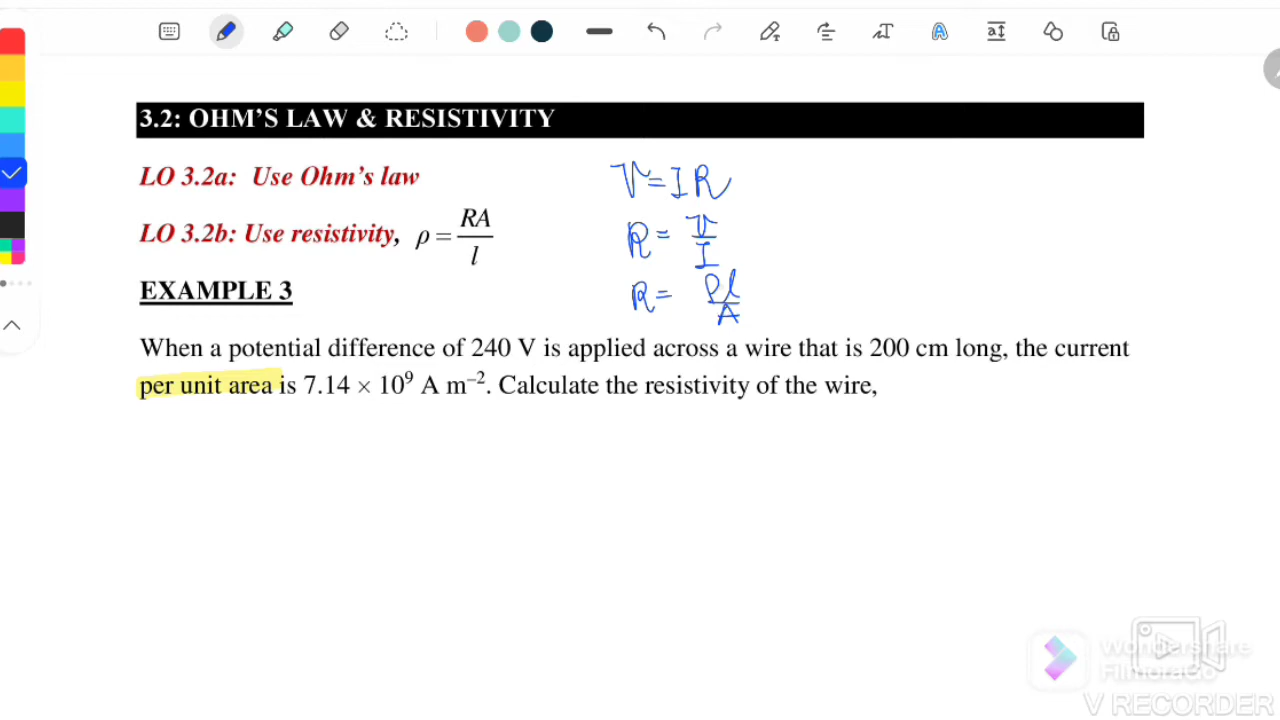 3.2: OHM'S LAW & RESISTIVITY
LO 3.2a: Use Ohm's law
V = IR
LO 3.2b: Use resistivity, ρ = RA/l
R = V/I
EXAMPLE 3
R = ρl/A
When a potential difference of 240 V is applied across a wire that is 200 cm long, the current
per unit area is 7.14 × 10⁹ A m⁻². Calculate the resistivity of the wire,
Wondershare
FilmoraGo
V RECORDER